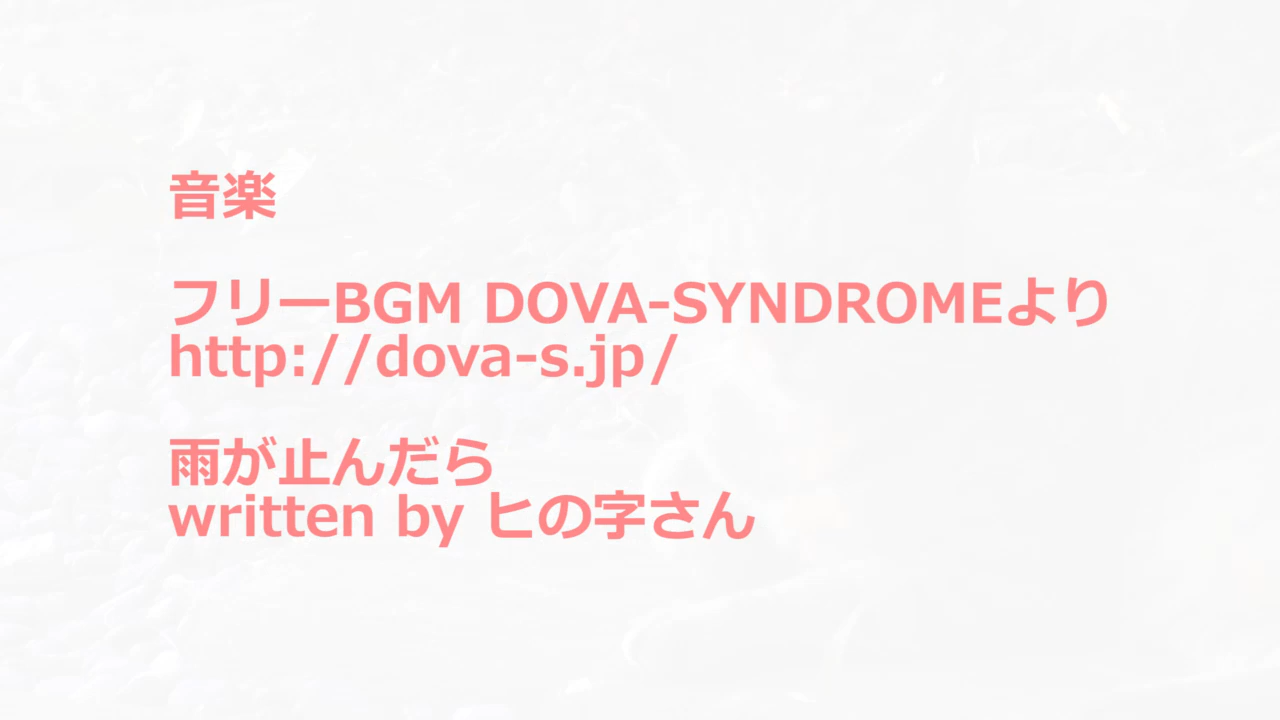 音楽
フリーBGM DOVA-SYNDROMEより
http://dova-s.jp/
雨が止んだら
written by ヒの字さん